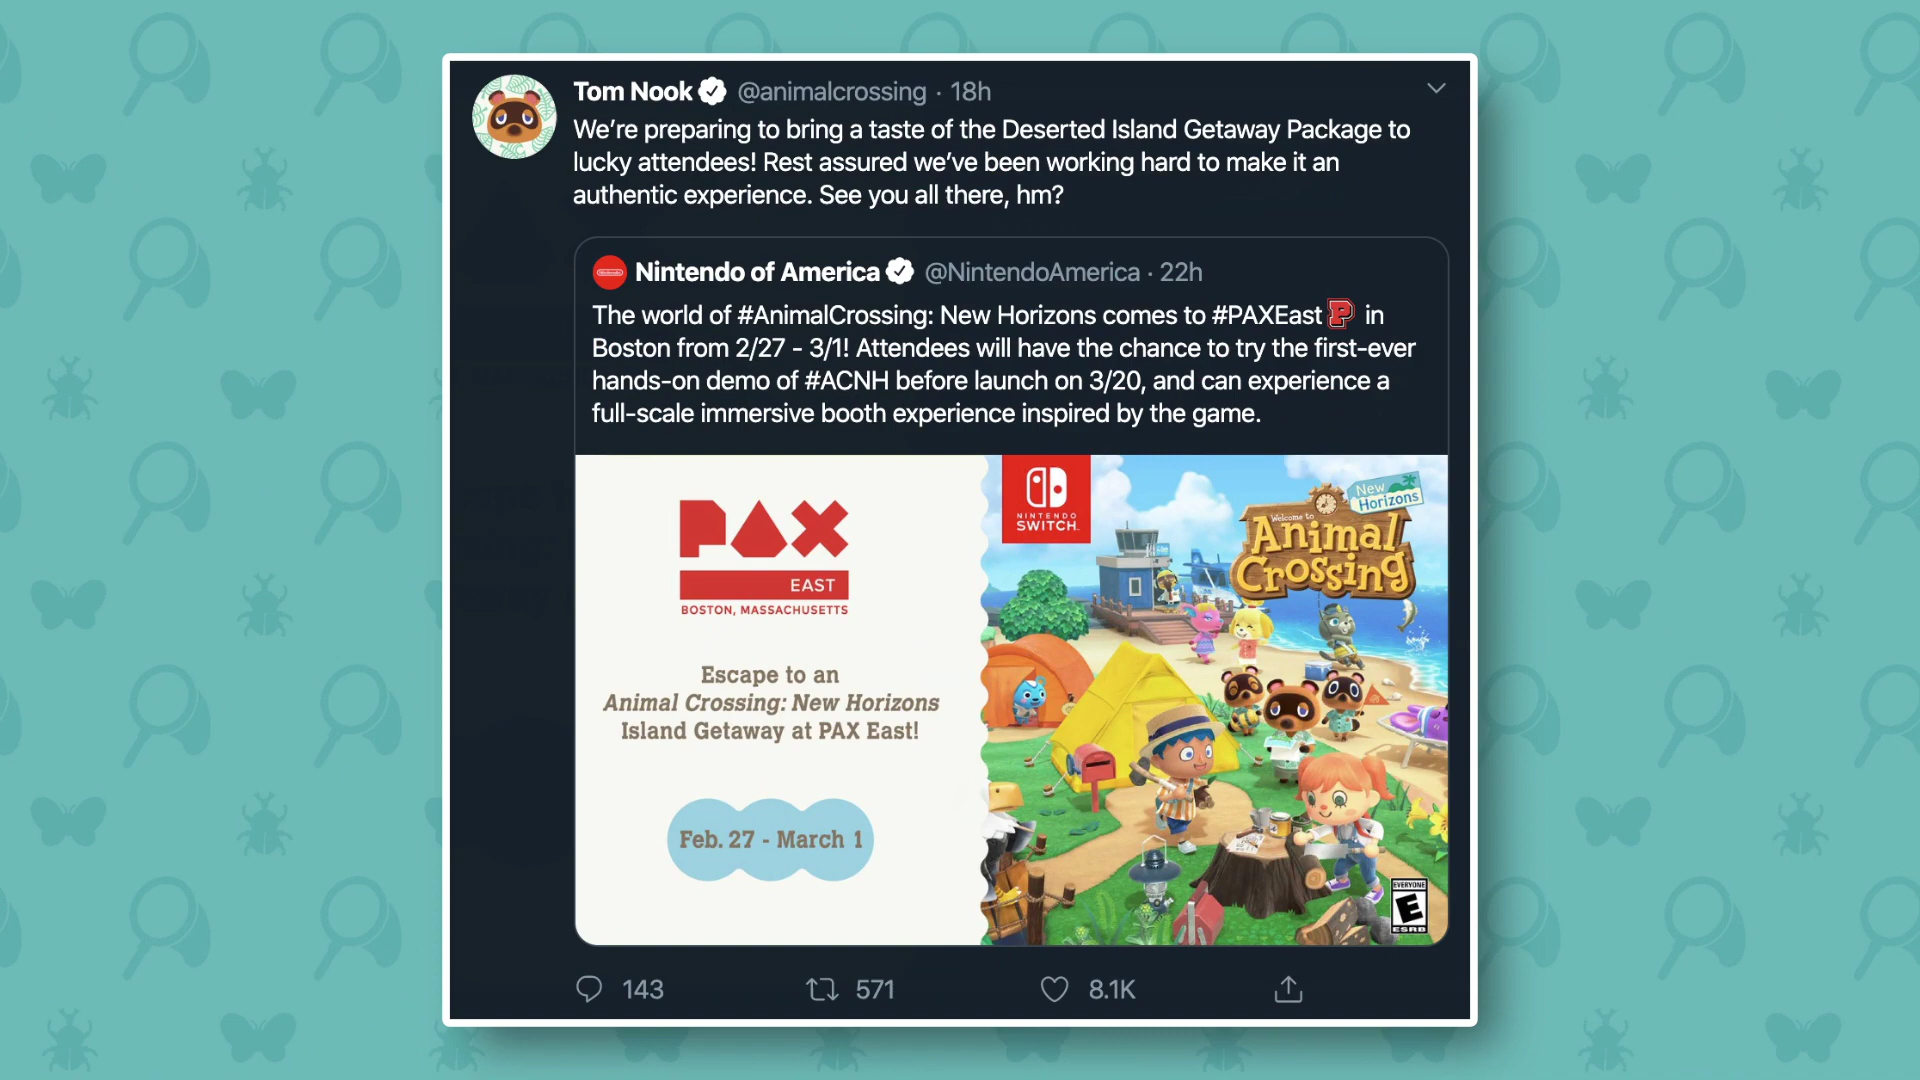 Tom Nook @animalcrossing · 18h
We’re preparing to bring a taste of the Deserted Island Getaway Package to
lucky attendees! Rest assured we’ve been working hard to make it an
authentic experience. See you all there, hm?
Nintendo of America @NintendoAmerica · 22h
The world of #AnimalCrossing: New Horizons comes to #PAXEast P in
Boston from 2/27 - 3/1! Attendees will have the chance to try the first-ever
hands-on demo of #ACNH before launch on 3/20, and can experience a
full-scale immersive booth experience inspired by the game.
PAX
EAST
BOSTON, MASSACHUSETTS
Escape to an
Animal Crossing: New Horizons
Island Getaway at PAX East!
Feb. 27 - March 1
NINTENDO
SWITCH
New
Horizons
Welcome to
Animal
Crossing
EVERYONE
E
ESRB
143 571 8.1K